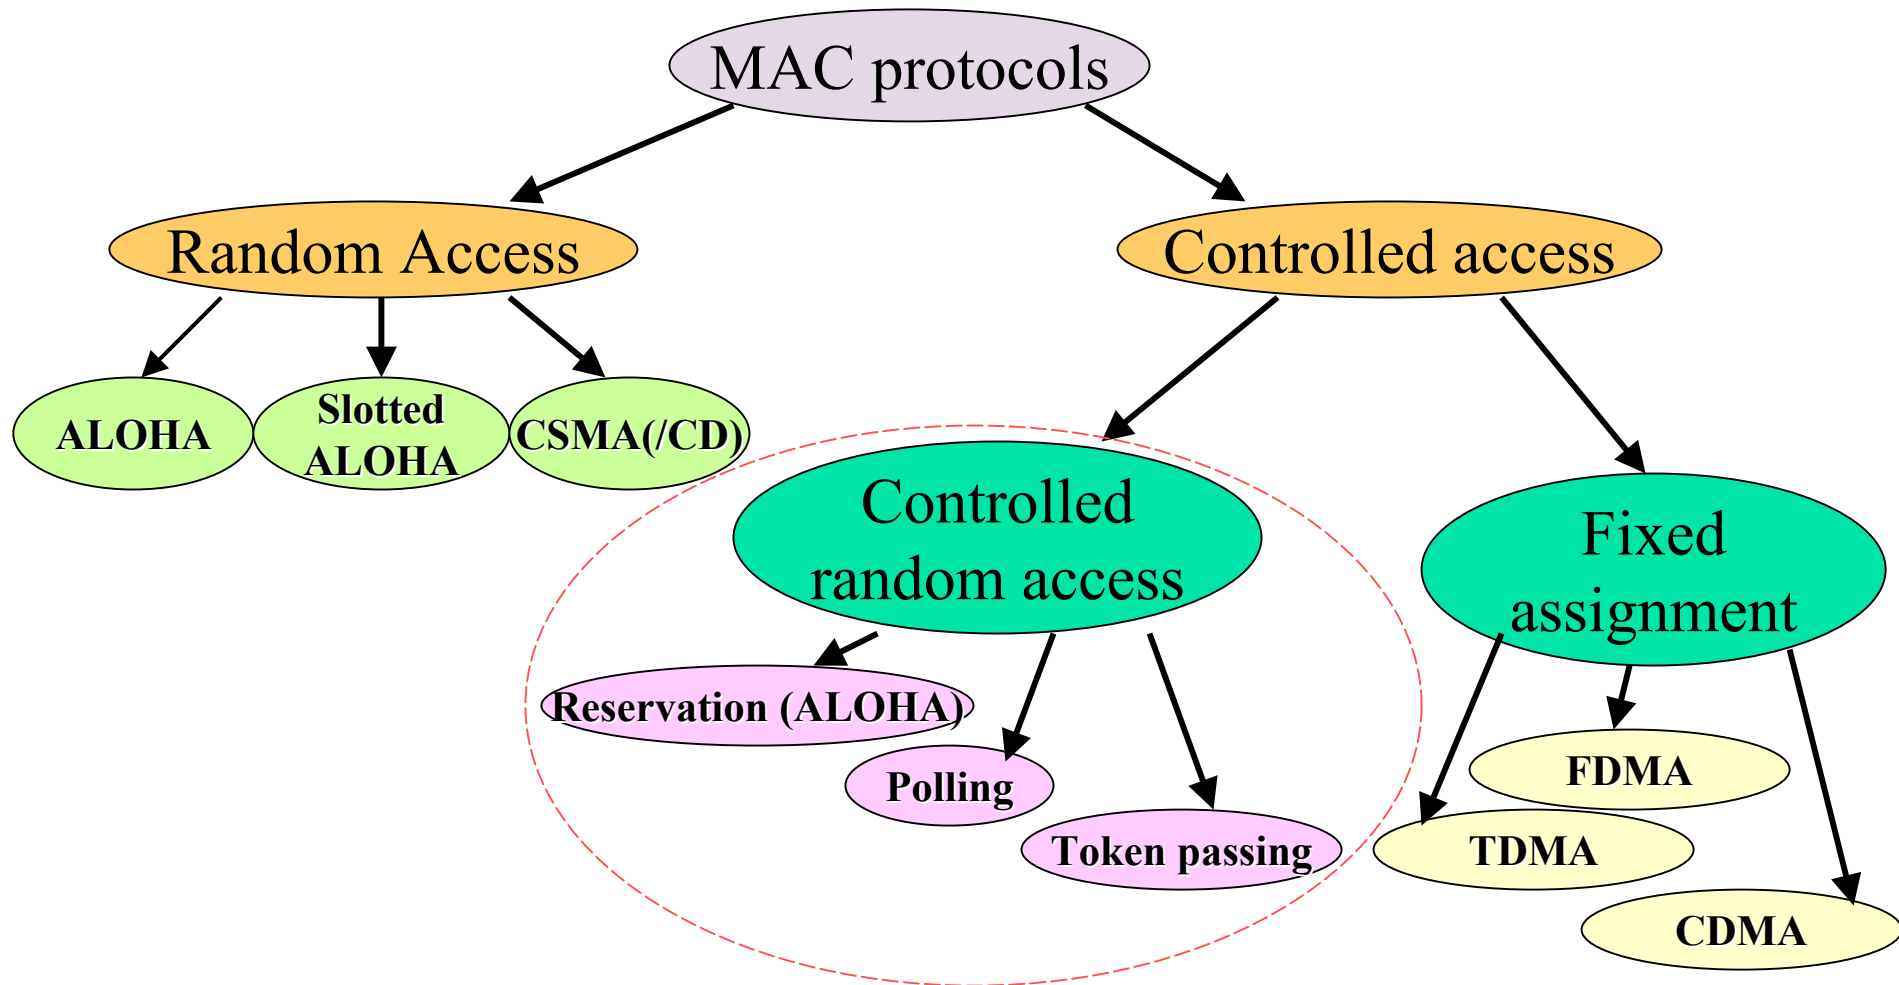 MAC protocols
Random Access
Controlled access
ALOHA
Slotted
ALOHA
CSMA(/CD)
Controlled
random access
Fixed
assignment
Reservation (ALOHA)
Polling
Token passing
FDMA
TDMA
CDMA